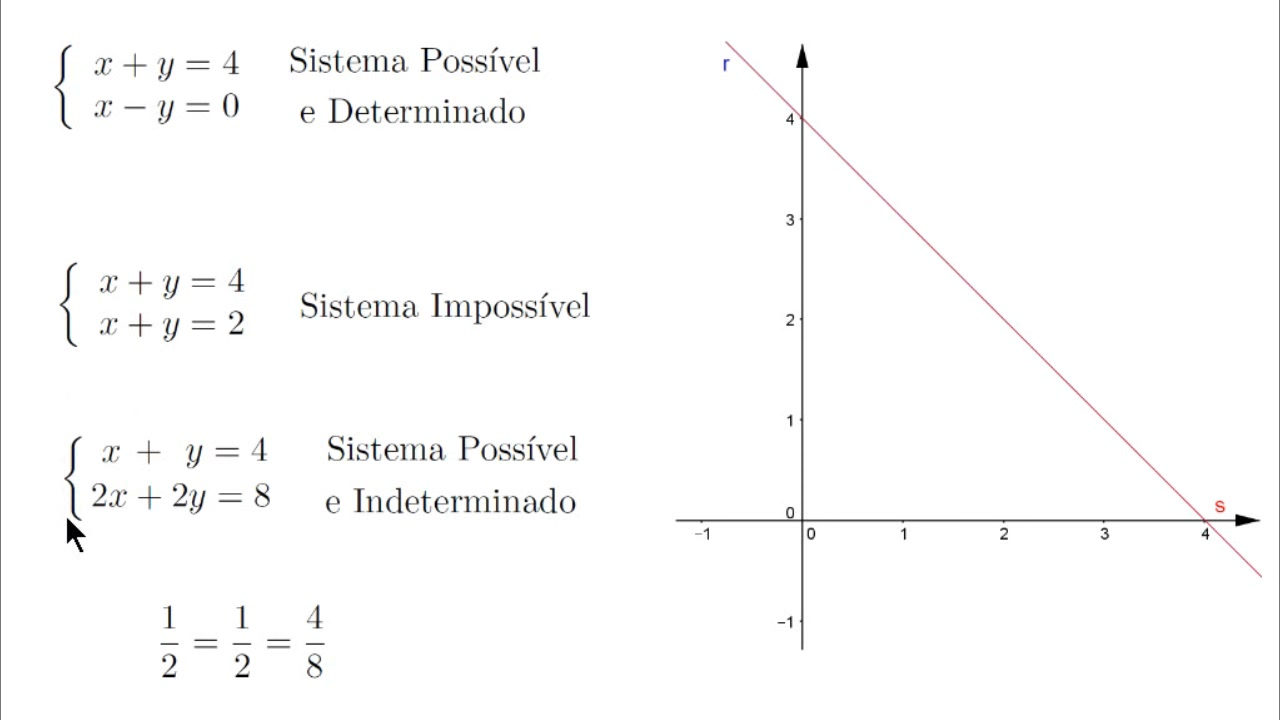 x + y = 4
x − y = 0
Sistema Possível
e Determinado
x + y = 4
x + y = 2
Sistema Impossível
x + y = 4
2x + 2y = 8
Sistema Possível
e Indeterminado
1/2 = 1/2 = 4/8
r
4
3
2
1
0
−1
−1 0 1 2 3 4
s